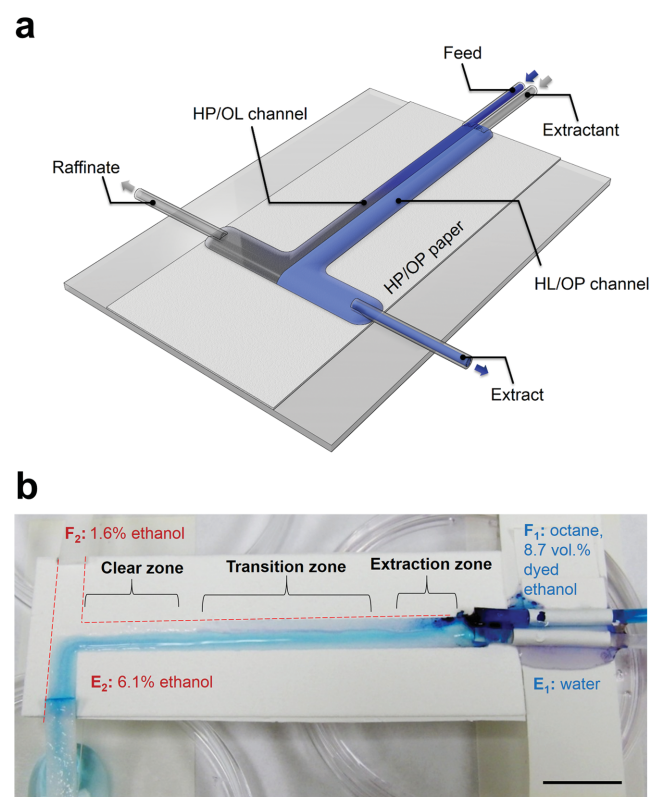 a
Feed
HP/OL channel
Extractant
Raffinate
HP/OP paper
HL/OP channel
Extract
b
F₂: 1.6% ethanol
F₁: octane,
8.7 vol.%
dyed
ethanol
Clear zone
Transition zone
Extraction zone
E₂: 6.1% ethanol
E₁: water